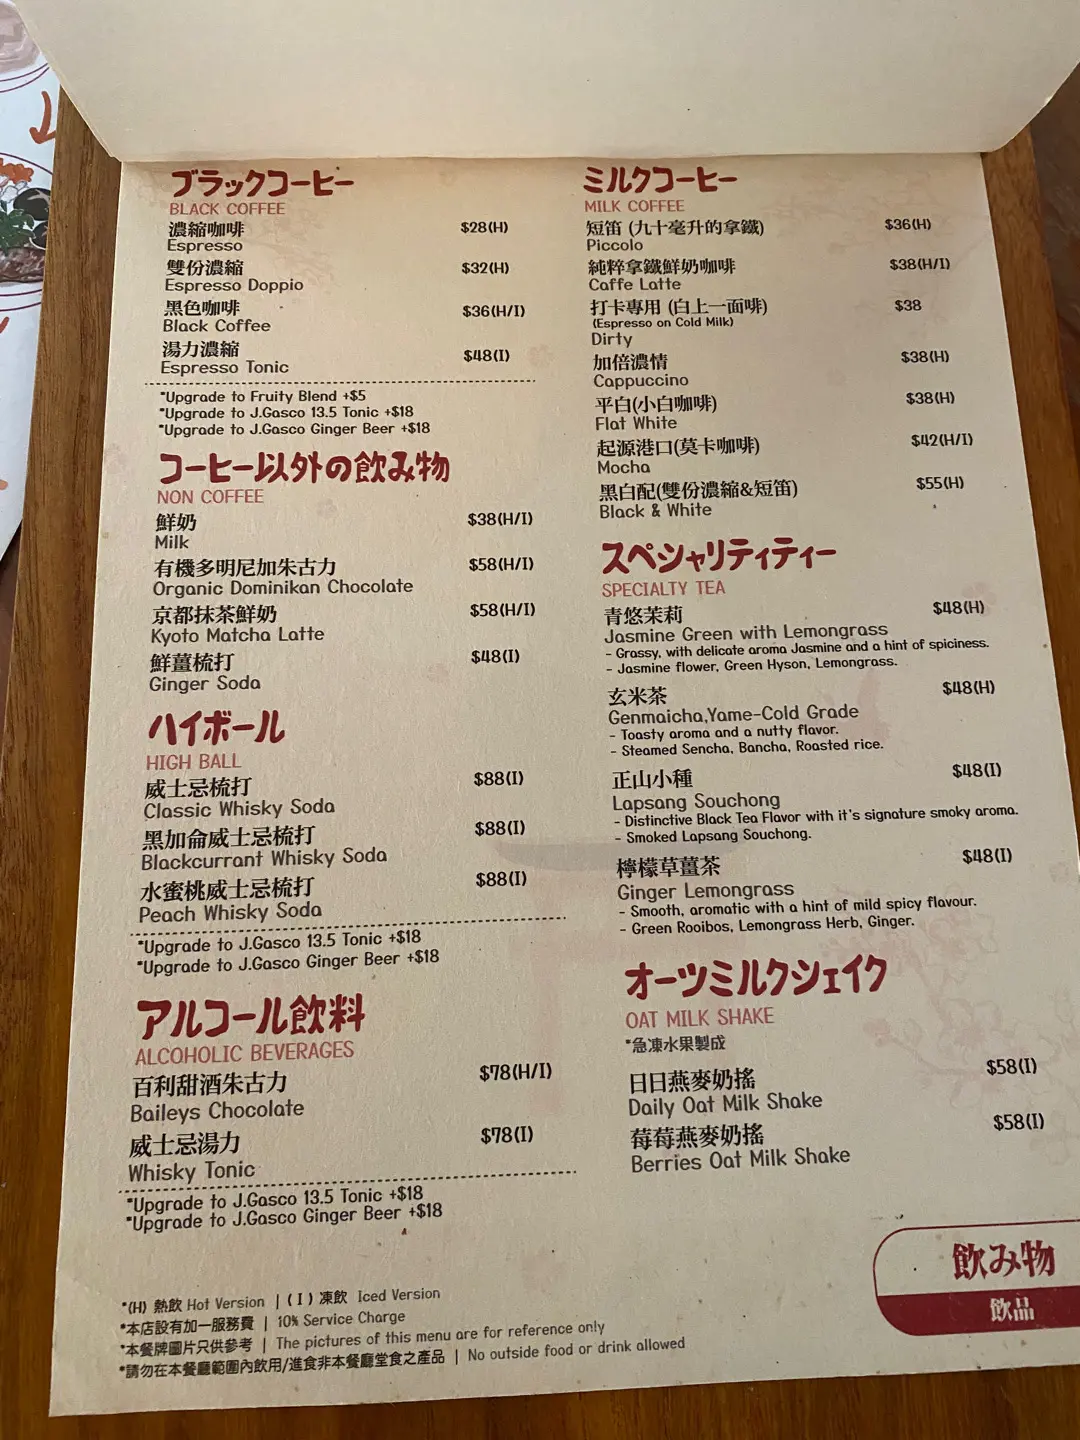 ブラックコーヒー
BLACK COFFEE
濃縮咖啡 $28(H)
Espresso
雙份濃縮 $32(H)
Espresso Doppio
黑色咖啡 $36(H/I)
Black Coffee
湯力濃縮 $48(I)
Espresso Tonic
*Upgrade to Fruity Blend +$5
*Upgrade to J.Gasco 13.5 Tonic +$18
*Upgrade to J.Gasco Ginger Beer +$18
コーヒー以外の飲み物
NON COFFEE
鮮奶 $38(H/I)
Milk
有機多明尼加朱古力 $58(H/I)
Organic Dominikan Chocolate
京都抹茶鮮奶 $58(H/I)
Kyoto Matcha Latte
鮮薑梳打 $48(I)
Ginger Soda
ハイボール
HIGH BALL
威士忌梳打 $88(I)
Classic Whisky Soda
黑加侖威士忌梳打 $88(I)
Blackcurrant Whisky Soda
水蜜桃威士忌梳打 $88(I)
Peach Whisky Soda
*Upgrade to J.Gasco 13.5 Tonic +$18
*Upgrade to J.Gasco Ginger Beer +$18
アルコール飲料
ALCOHOLIC BEVERAGES
百利甜酒朱古力 $78(H/I)
Baileys Chocolate
威士忌湯力 $78(I)
Whisky Tonic
*Upgrade to J.Gasco 13.5 Tonic +$18
*Upgrade to J.Gasco Ginger Beer +$18
ミルクコーヒー
MILK COFFEE
短笛 (九十毫升的拿鐵) $36(H)
Piccolo
純粹拿鐵鮮奶咖啡 $38(H/I)
Caffe Latte
打卡專用 (白上一面啡) $38
(Espresso on Cold Milk)
Dirty
加倍濃情 $38(H)
Cappuccino
平白(小白咖啡) $38(H)
Flat White
起源港口(莫卡咖啡) $42(H/I)
Mocha
黑白配(雙份濃縮&短笛) $55(H)
Black & White
スペシャリティティー
SPECIALTY TEA
青悠茉莉 $48(H)
Jasmine Green with Lemongrass
- Grassy, with delicate aroma Jasmine and a hint of spiciness.
- Jasmine flower, Green Hyson, Lemongrass.
玄米茶 $48(H)
Genmaicha,Yame-Cold Grade
- Toasty aroma and a nutty flavor.
- Steamed Sencha, Bancha, Roasted rice.
正山小種 $48(I)
Lapsang Souchong
- Distinctive Black Tea Flavor with it's signature smoky aroma.
- Smoked Lapsang Souchong.
檸檬草薑茶 $48(I)
Ginger Lemongrass
- Smooth, aromatic with a hint of mild spicy flavour.
- Green Rooibos, Lemongrass Herb, Ginger.
オーツミルクシェイク
OAT MILK SHAKE
*急凍水果製成
日日燕麥奶搖 $58(I)
Daily Oat Milk Shake
莓莓燕麥奶搖 $58(I)
Berries Oat Milk Shake
*(H) 熱飲 Hot Version | ( I ) 凍飲 Iced Version
*本店設有加一服務費 | 10% Service Charge
*本餐牌圖片只供參考 | The pictures of this menu are for reference only
*請勿在本餐廳範圍內飲用/進食非本餐廳堂食之產品 | No outside food or drink allowed
飲み物
飲品